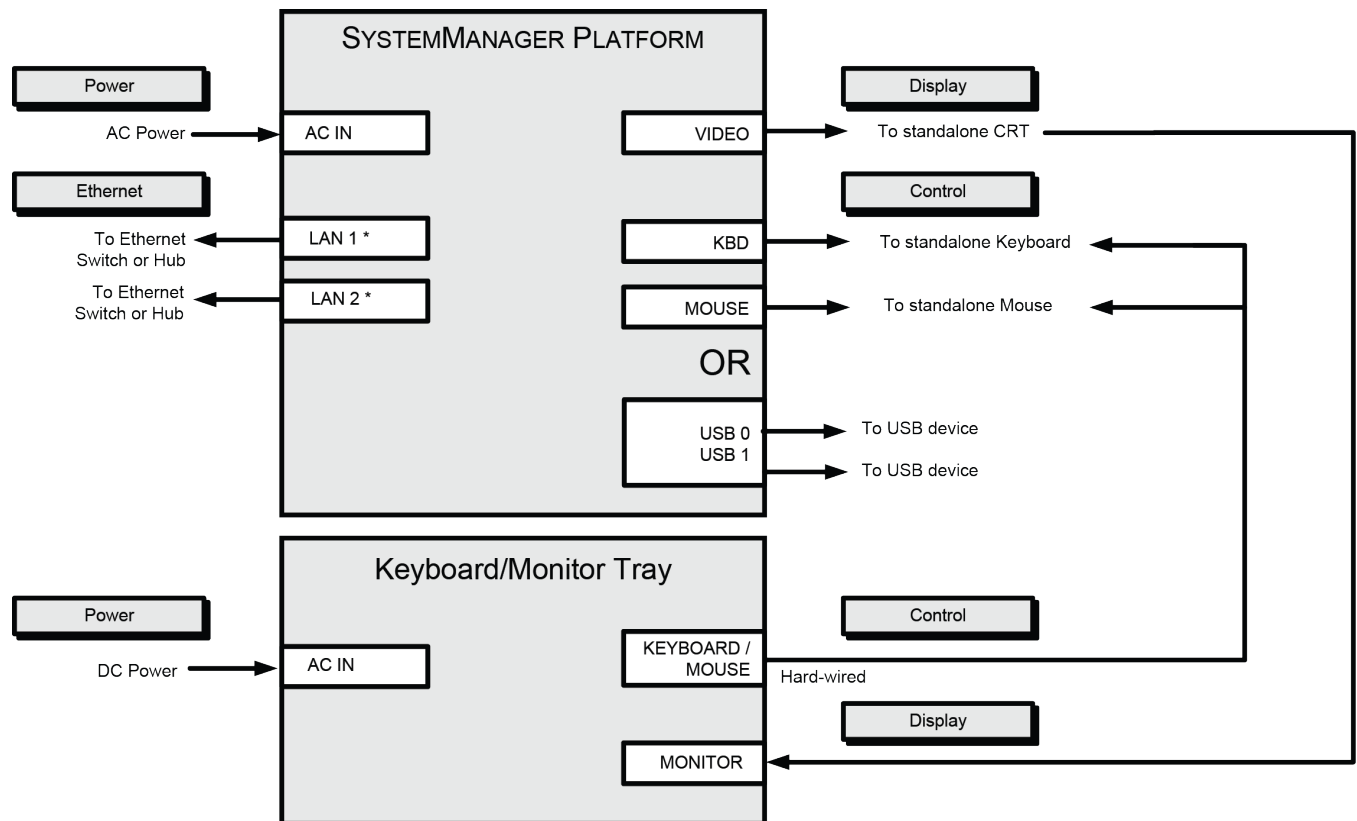 SYSTEMMANAGER PLATFORM
Power
AC Power
AC IN
Ethernet
To Ethernet
Switch or Hub
LAN 1 *
To Ethernet
Switch or Hub
LAN 2 *
VIDEO
Display
To standalone CRT
Control
KBD
To standalone Keyboard
MOUSE
To standalone Mouse
OR
USB 0
USB 1
To USB device
To USB device
Keyboard/Monitor Tray
Power
DC Power
AC IN
KEYBOARD /
MOUSE
Control
Hard-wired
Display
MONITOR